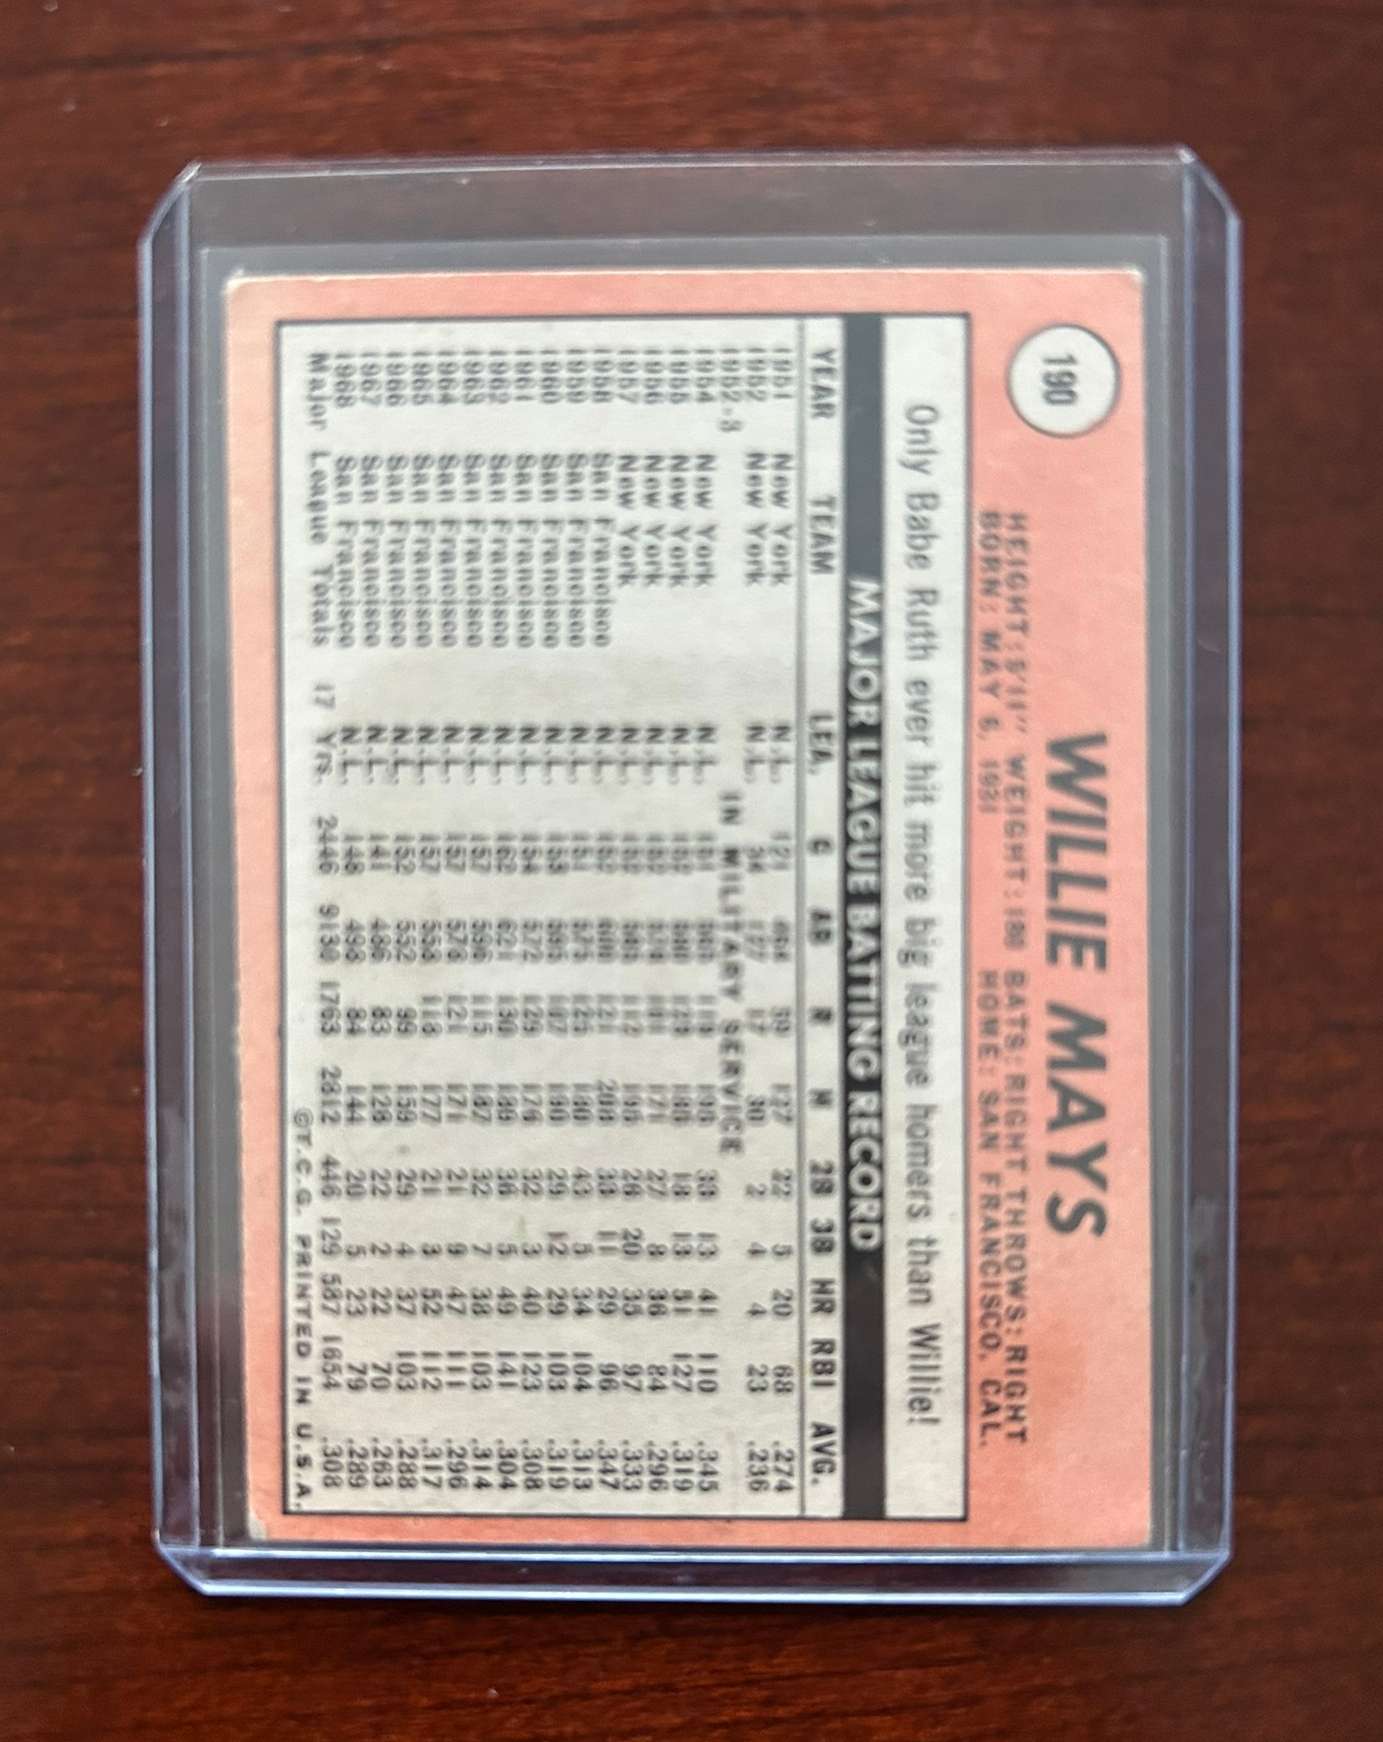 190
WILLIE MAYS
HEIGHT: 5'11" WEIGHT: 180 BATS: RIGHT THROWS: RIGHT
BORN: MAY 6, 1931 HOME: SAN FRANCISCO, CAL.
Only Babe Ruth ever hit more big league homers than Willie!
MAJOR LEAGUE BATTING RECORD
YEAR TEAM LEA. G AB R H 2B 3B HR RBI AVG.
1951 New York N.L. 121 59 127 22 5 20 68 .274
1952 New York N.L. 34 127 17 30 2 4 4 23 .236
1952-3 IN MILITARY SERVICE
1954 New York N.L. 151 565 119 195 33 13 41 110 .345
1955 New York N.L. 152 580 123 185 18 13 51 127 .319
1956 New York N.L. 152 578 101 171 27 8 36 84 .296
1957 New York N.L. 152 585 112 195 26 20 35 97 .333
1958 San Francisco N.L. 152 600 121 208 33 11 29 96 .347
1959 San Francisco N.L. 151 575 125 180 43 5 34 104 .313
1960 San Francisco N.L. 153 595 107 190 29 12 29 103 .319
1961 San Francisco N.L. 154 572 129 176 32 3 40 123 .308
1962 San Francisco N.L. 162 621 130 189 36 5 49 141 .304
1963 San Francisco N.L. 157 596 115 187 32 7 38 103 .314
1964 San Francisco N.L. 157 578 121 171 21 9 47 111 .296
1965 San Francisco N.L. 157 558 118 177 21 3 52 112 .317
1966 San Francisco N.L. 152 552 99 159 29 4 37 103 .288
1967 San Francisco N.L. 141 486 83 128 22 2 22 70 .263
1968 San Francisco N.L. 148 498 84 144 20 5 23 79 .289
Major League Totals 17 Yrs. 2446 9130 1763 2812 446 129 587 1654 .308
©T.C.G. PRINTED IN U.S.A.